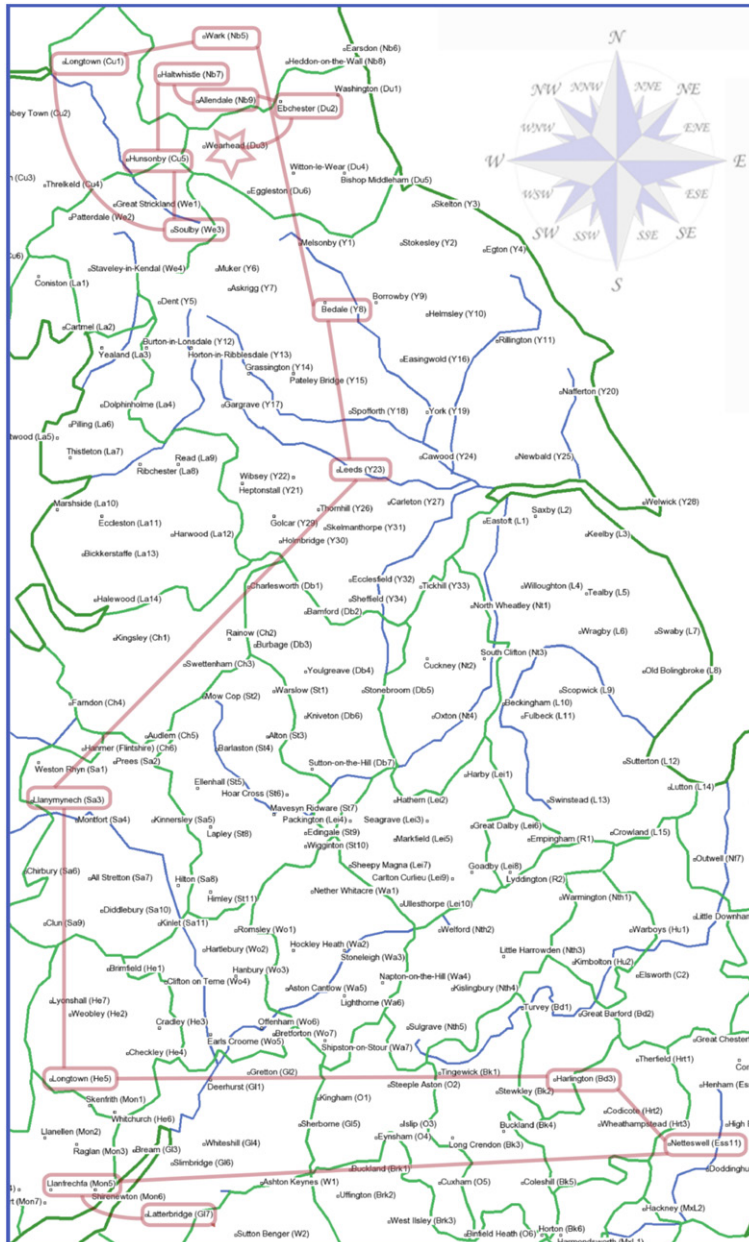 Wark (Nb5)
Earsdon (Nb6)
Longtown (Cu1)
Heddon-on-the-Wall (Nb8)
Haltwhistle (Nb7)
Washington (Du1)
Allendale (Nb9)
Ebchester (Du2)
bbey Town (Cu2)
Wearhead (Du3)
Hunsonby (Cu5)
Witton-le-Wear (Du4)
n (Cu3)
Threlkeld (Cu4)
Bishop Middleham (Du5)
Eggleston (Du6)
Great Strickland (We1)
Skelton (Y3)
Patterdale (We2)
Soulby (We3)
Melsonby (Y1)
Stokesley (Y2)
Egton (Y4)
Cu6)
Staveley-in-Kendal (We4)
Muker (Y6)
Coniston (La1)
Askrigg (Y7)
Dent (Y5)
Borrowby (Y9)
Bedale (Y8)
Helmsley (Y10)
Cartmel (La2)
Burton-in-Lonsdale (Y12)
Rillington (Y11)
Yealand (La3)
Horton-in-Ribblesdale (Y13)
Easingwold (Y16)
Grassington (Y14)
Pateley Bridge (Y15)
Nafferton (Y20)
Dolphinholme (La4)
Gargrave (Y17)
Spofforth (Y18)
York (Y19)
Pilling (La6)
twood (La5)
Thistleton (La7)
Read (La9)
Cawood (Y24)
Newbald (Y25)
Ribchester (La8)
Leeds (Y23)
Wibsey (Y22)
Heptonstall (Y21)
Marshside (La10)
Thornhill (Y26)
Carleton (Y27)
Welwick (Y28)
Eccleston (La11)
Golcar (Y29)
Skelmanthorpe (Y31)
Eastoft (L1)
Saxby (L2)
Harwood (La12)
Holmbridge (Y30)
Keelby (L3)
Bickkerstaffe (La13)
Ecclesfield (Y32)
Charlesworth (Db1)
Tickhill (Y33)
Willoughton (L4)
Halewood (La14)
Sheffield (Y34)
Tealby (L5)
Bamford (Db2)
North Wheatley (Nt1)
Kingsley (Ch1)
Rainow (Ch2)
Wragby (L6)
Swaby (L7)
Burbage (Db3)
South Clifton (Nt3)
Swettenham (Ch3)
Youlgreave (Db4)
Cuckney (Nt2)
Old Bolingbroke (L8)
Farndon (Ch4)
Mow Cop (St2)
Warslow (St1)
Stonebroom (Db5)
Scopwick (L9)
Beckingham (L10)
Kniveton (Db6)
Oxton (Nt4)
Fulbeck (L11)
Audlem (Ch5)
Alton (St3)
Hanmer (Flintshire) (Ch6)
Barlaston (St4)
Weston Rhyn (Sa1)
Prees (Sa2)
Sutton-on-the-Hill (Db7)
Sutterton (L12)
Ellenhall (St5)
Harby (Lei1)
Lutton (L14)
Llanymynech (Sa3)
Hoar Cross (St6)
Hathern (Lei2)
Swinstead (L13)
Montfort (Sa4)
Kinnersley (Sa5)
Mavesyn Ridware (St7)
Packington (Lei4)
Seagrave (Lei3)
Great Dalby (Lei6)
Crowland (L15)
Lapley (St8)
Edingale (St9)
Markfield (Lei5)
Empingham (R1)
Wigginton (St10)
Outwell (Nf7)
Chirbury (Sa6)
Sheepy Magna (Lei7)
Goadby (Lei8)
All Stretton (Sa7)
Carlton Curlieu (Lei9)
Lyddington (R2)
Hilton (Sa8)
Himley (St11)
Nether Whitacre (Wa1)
Warmington (Nth1)
Diddlebury (Sa10)
Ullesthorpe (Lei10)
Little Downhan
Clun (Sa9)
Kinlet (Sa11)
Romsley (Wo1)
Welford (Nth2)
Warboys (Hu1)
Hartlebury (Wo2)
Hockley Heath (Wa2)
Little Harrowden (Nth3)
Stoneleigh (Wa3)
Kimbolton (Hu2)
Brimfield (He1)
Hanbury (Wo3)
Elsworth (C2)
Clifton on Teme (Wo4)
Napton-on-the-Hill (Wa4)
Aston Cantlow (Wa5)
Kislingbury (Nth4)
Lyonshall (He7)
Lighthorne (Wa6)
Turvey (Bd1)
Weobley (He2)
Great Barford (Bd2)
Cradley (He3)
Offenham (Wo6)
Sulgrave (Nth5)
Bretforton (Wo7)
Earls Croome (Wo5)
Shipston-on-Stour (Wa7)
Great Chesterf
Checkley (He4)
Therfield (Hrt1)
Gretton (Gl2)
Tingewick (Bk1)
Harlington (Bd3)
Longtown (He5)
Deerhurst (Gl1)
Steeple Aston (O2)
Henham (Ess
Kingham (O1)
Stewkley (Bk2)
Skenfrith (Mon1)
Codicote (Hrt2)
Whitchurch (He6)
Sherborne (Gl5)
Islip (O3)
Buckland (Bk4)
Wheathampstead (Hrt3)
High E
Llanellen (Mon2)
Whiteshill (Gl4)
Eynsham (O4)
Long Crendon (Bk3)
Netteswell (Ess11)
Raglan (Mon3)
Bream (Gl3)
Slimbridge (Gl6)
Buckland (Brk1)
Doddinghu
Llanfrechfa (Mon5)
Ashton Keynes (W1)
Cuxham (O5)
Coleshill (Bk5)
rt (Mon7)
Shirenewton (Mon6)
Uffington (Brk2)
Latterbridge (Gl7)
West Ilsley (Brk3)
Hackney (MxL2)
Sutton Benger (W2)
Binfield Heath (O6)
Horton (Bk6)
Harmondsworth (MxL1)
N
NNW
NNE
NW
NE
WNW
ENE
W
E
WSW
ESE
SW
SE
SSW
SSE
S